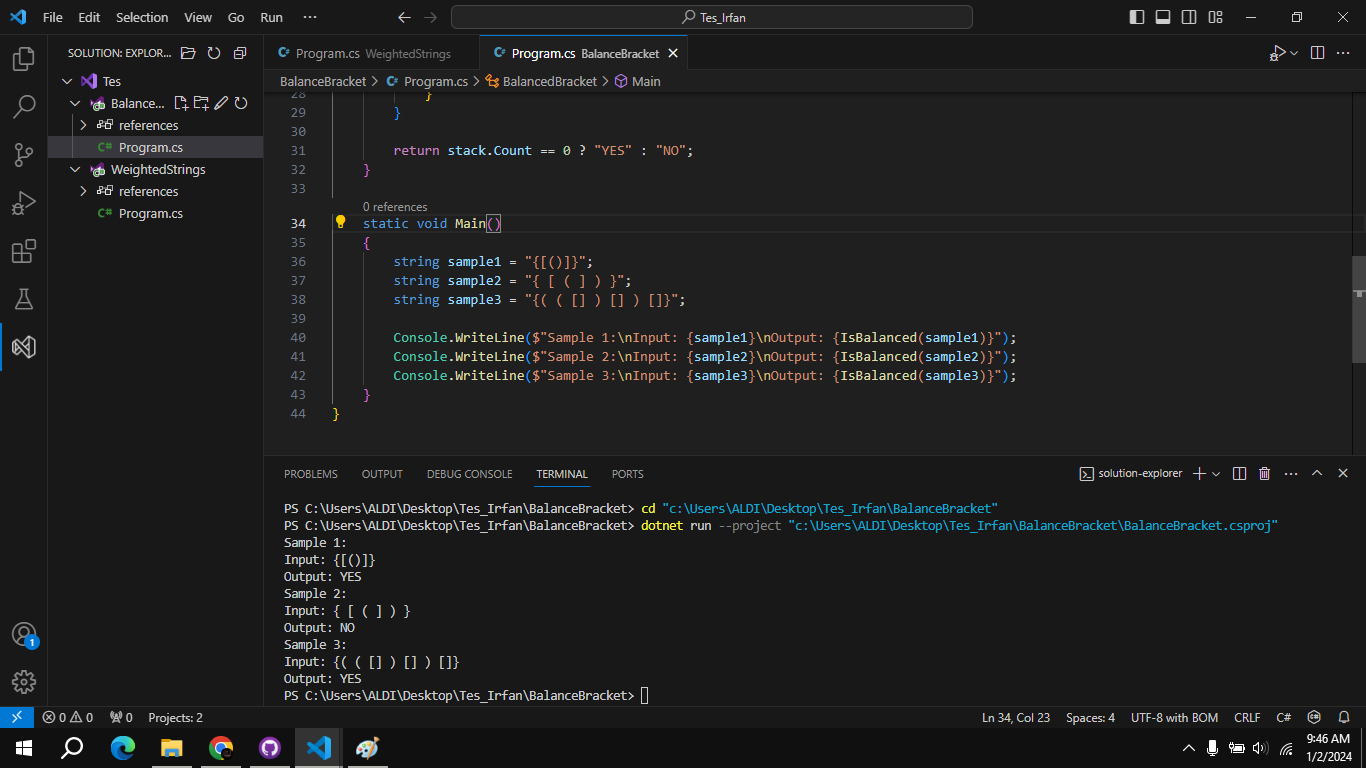 File Edit Selection View Go Run ··· Tes_Irfan
SOLUTION: EXPLOR...
Tes
Balance...
references
C# Program.cs
WeightedStrings
references
C# Program.cs
Program.cs WeightedStrings
Program.cs BalanceBracket
BalanceBracket > Program.cs > BalancedBracket > Main
28 }
29 }
30
31 return stack.Count == 0 ? "YES" : "NO";
32 }
33
0 references
34 static void Main()
35 {
36 string sample1 = "{[()]}";
37 string sample2 = "{ [ ( ] ) }";
38 string sample3 = "{( ( [] ) [] ) []}";
39
40 Console.WriteLine($"Sample 1:\nInput: {sample1}\nOutput: {IsBalanced(sample1)}");
41 Console.WriteLine($"Sample 2:\nInput: {sample2}\nOutput: {IsBalanced(sample2)}");
42 Console.WriteLine($"Sample 3:\nInput: {sample3}\nOutput: {IsBalanced(sample3)}");
43 }
44 }
PROBLEMS OUTPUT DEBUG CONSOLE TERMINAL PORTS solution-explorer
PS C:\Users\ALDI\Desktop\Tes_Irfan\BalanceBracket> cd "c:\Users\ALDI\Desktop\Tes_Irfan\BalanceBracket"
PS C:\Users\ALDI\Desktop\Tes_Irfan\BalanceBracket> dotnet run --project "c:\Users\ALDI\Desktop\Tes_Irfan\BalanceBracket\BalanceBracket.csproj"
Sample 1:
Input: {[()]}
Output: YES
Sample 2:
Input: { [ ( ] ) }
Output: NO
Sample 3:
Input: {( ( [] ) [] ) []}
Output: YES
PS C:\Users\ALDI\Desktop\Tes_Irfan\BalanceBracket>
1
0 0 0 Projects: 2 Ln 34, Col 23 Spaces: 4 UTF-8 with BOM CRLF C#
9:46 AM
1/2/2024